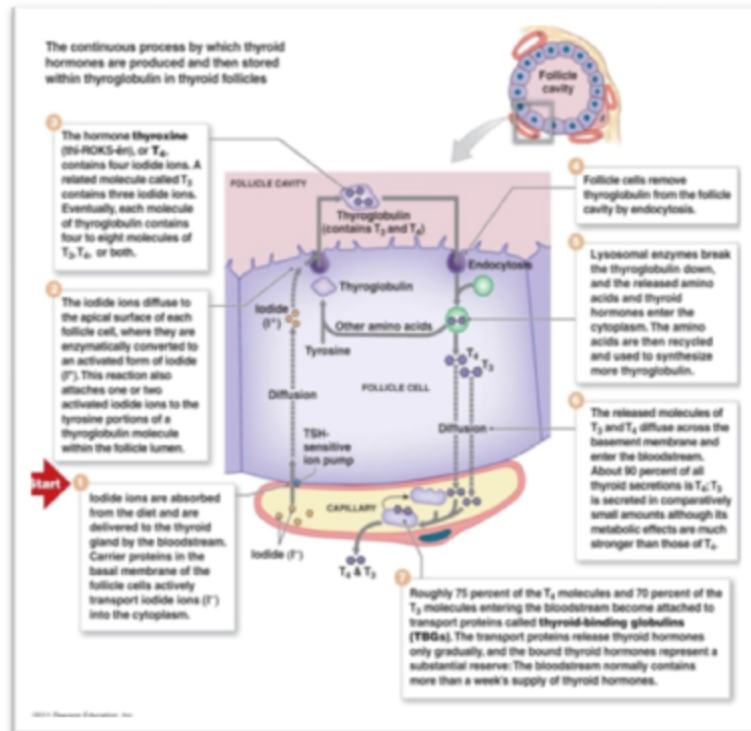 The continuous process by which thyroid
hormones are produced and then stored
within thyroglobulin in thyroid follicles
Follicle
cavity
3
The hormone thyroxine
(thī-ROKS-ēn), or T4,
contains four iodide ions. A
related molecule called T3
contains three iodide ions.
Eventually, each molecule
of thyroglobulin contains
four to eight molecules of
T3, T4, or both.
FOLLICLE CAVITY
Thyroglobulin
(contains T3 and T4)
4
Follicle cells remove
thyroglobulin from the follicle
cavity by endocytosis.
Endocytosis
5
Lysosomal enzymes break
the thyroglobulin down,
and the released amino
acids and thyroid
hormones enter the
cytoplasm. The amino
acids are then recycled
and used to synthesize
more thyroglobulin.
2
The iodide ions diffuse to
the apical surface of each
follicle cell, where they are
enzymatically converted to
an activated form of iodide
(I+). This reaction also
attaches one or two
activated iodide ions to the
tyrosine portions of a
thyroglobulin molecule
within the follicle lumen.
Thyroglobulin
Iodide
(I+)
Other amino acids
Tyrosine
T4
T3
FOLLICLE CELL
Diffusion
Diffusion
TSH-
sensitive
ion pump
6
The released molecules of
T3 and T4 diffuse across the
basement membrane and
enter the bloodstream.
About 90 percent of all
thyroid secretions is T4; T3
is secreted in comparatively
small amounts although its
metabolic effects are much
stronger than those of T4.
Start
1
Iodide ions are absorbed
from the diet and are
delivered to the thyroid
gland by the bloodstream.
Carrier proteins in the
basal membrane of the
follicle cells actively
transport iodide ions (I–)
into the cytoplasm.
CAPILLARY
Iodide (I–)
T4 & T3
7
Roughly 75 percent of the T4 molecules and 70 percent of the
T3 molecules entering the bloodstream become attached to
transport proteins called thyroid-binding globulins
(TBGs). The transport proteins release thyroid hormones
only gradually, and the bound thyroid hormones represent a
substantial reserve: The bloodstream normally contains
more than a week's supply of thyroid hormones.
2011 Pearson Education, Inc.